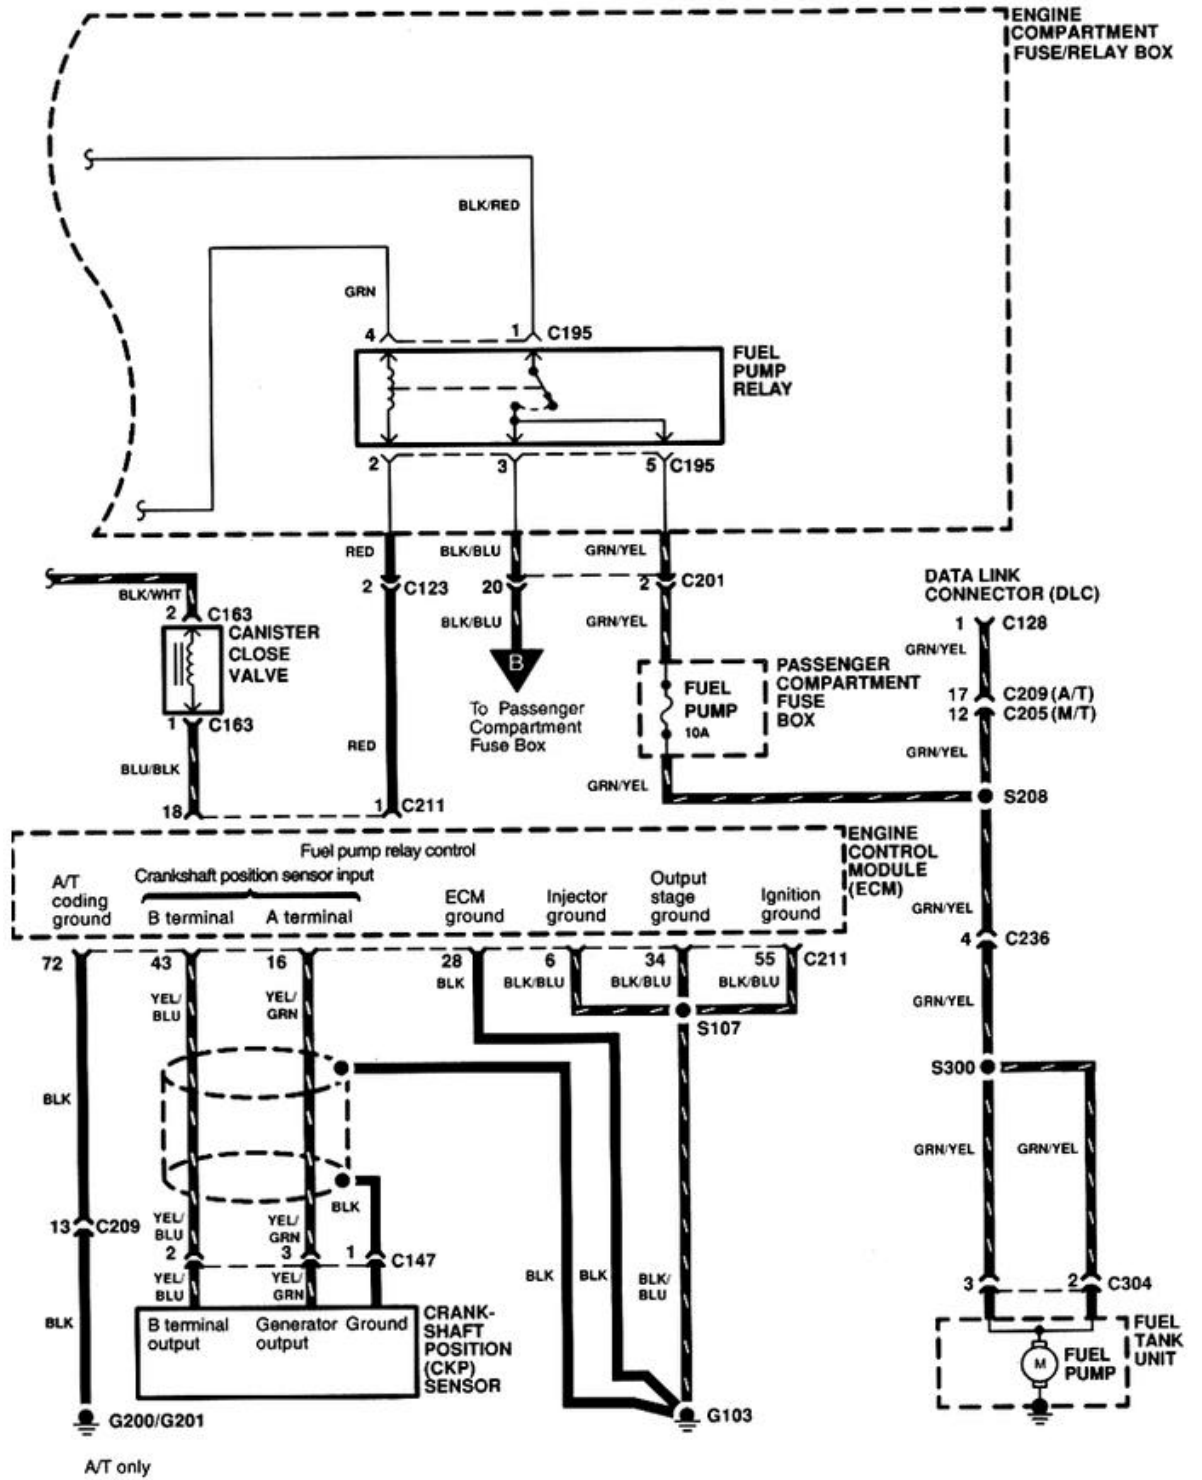 ENGINE
COMPARTMENT
FUSE/RELAY BOX
BLK/RED
GRN
4
1
C195
FUEL
PUMP
RELAY
2
3
5
C195
RED
BLK/BLU
GRN/YEL
2
C123
20
2
C201
BLK/WHT
2
C163
BLK/BLU
GRN/YEL
DATA LINK
CONNECTOR (DLC)
1
C128
GRN/YEL
CANISTER
CLOSE
VALVE
B
FUEL
PUMP
10A
PASSENGER
COMPARTMENT
FUSE
BOX
17
C209 (A/T)
12
C205 (M/T)
1
C163
To Passenger
Compartment
Fuse Box
RED
GRN/YEL
BLU/BLK
GRN/YEL
S208
18
1
C211
ENGINE
CONTROL
MODULE
(ECM)
Fuel pump relay control
Crankshaft position sensor input
A/T
coding
ground
B terminal
A terminal
ECM
ground
Injector
ground
Output
stage
ground
Ignition
ground
GRN/YEL
4
C236
72
43
16
28
6
34
55
C211
YEL/
BLU
YEL/
GRN
BLK
BLK/BLU
BLK/BLU
BLK/BLU
GRN/YEL
S107
S300
BLK
GRN/YEL
GRN/YEL
BLK
13
C209
YEL/
BLU
YEL/
GRN
2
3
1
C147
YEL/
BLU
YEL/
GRN
BLK
BLK
BLK/
BLU
3
2
C304
BLK
B terminal
output
Generator
output
Ground
CRANK-
SHAFT
POSITION
(CKP)
SENSOR
FUEL
TANK
UNIT
M
FUEL
PUMP
G200/G201
G103
A/T only